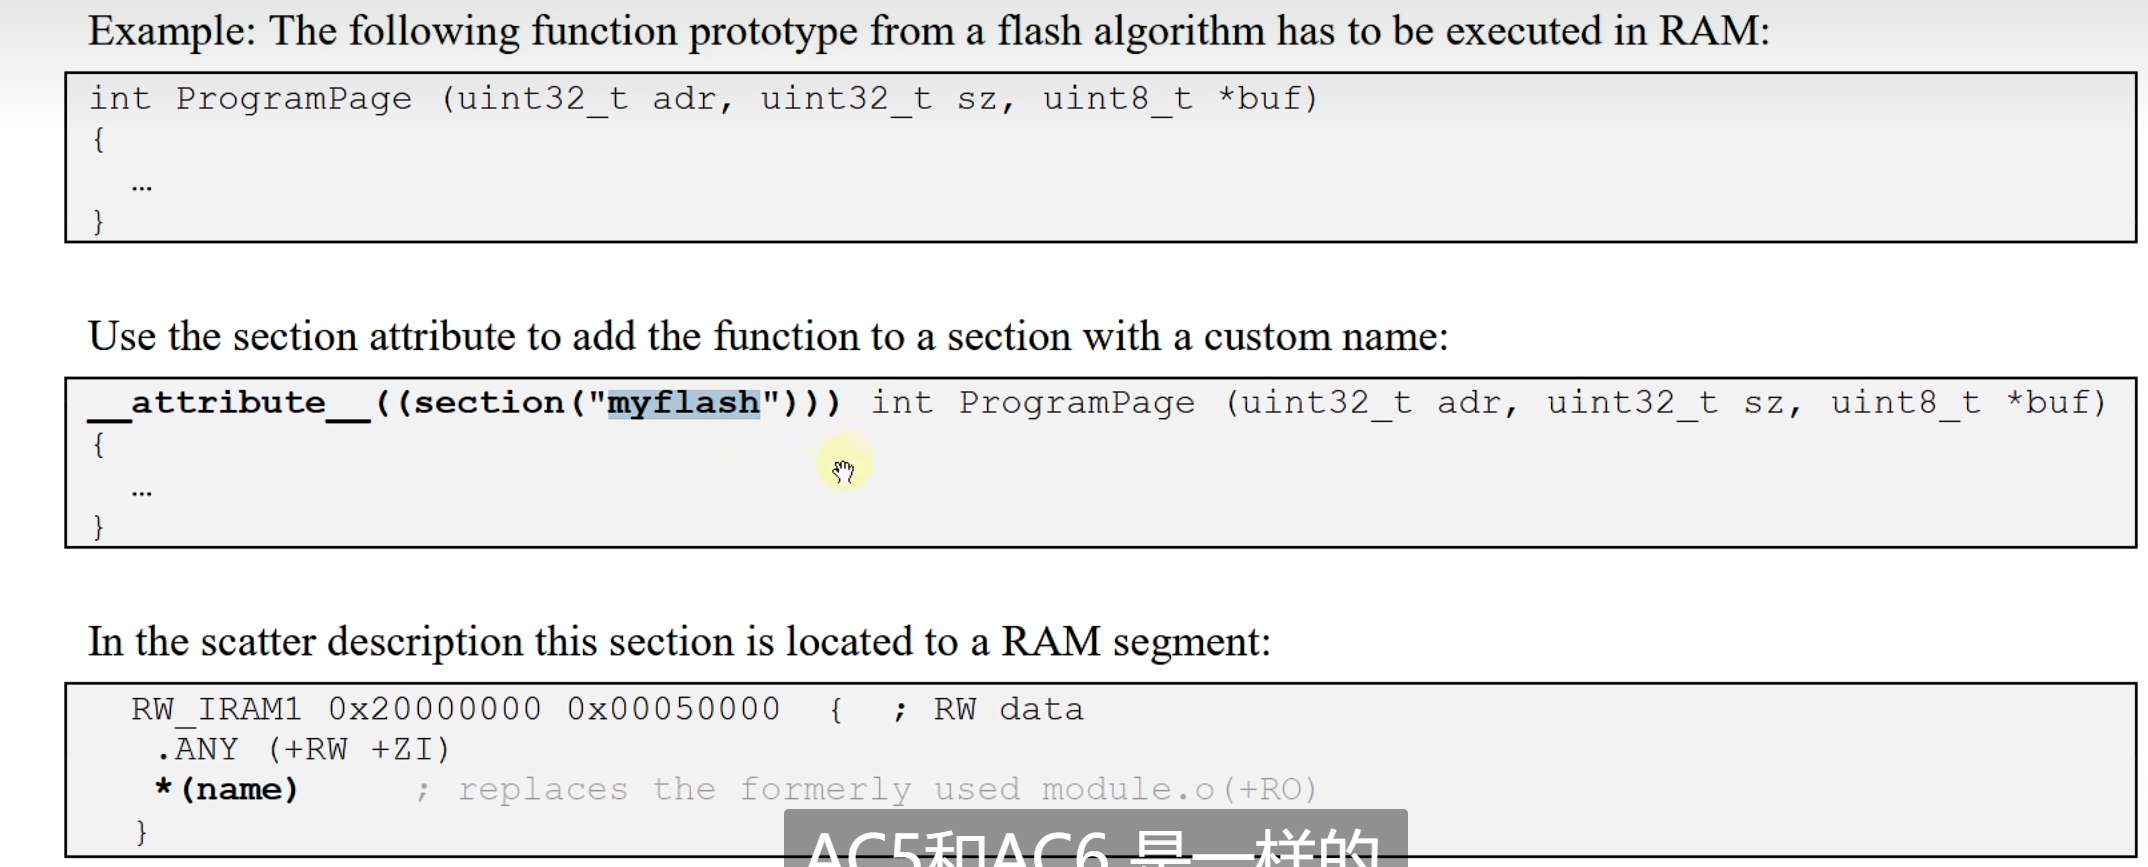 Example: The following function prototype from a flash algorithm has to be executed in RAM:
int ProgramPage (uint32_t adr, uint32_t sz, uint8_t *buf)
{
…
}
Use the section attribute to add the function to a section with a custom name:
__attribute__((section("myflash"))) int ProgramPage (uint32_t adr, uint32_t sz, uint8_t *buf)
{
…
}
In the scatter description this section is located to a RAM segment:
RW_IRAM1 0x20000000 0x00050000 { ; RW data
.ANY (+RW +ZI)
*(name) ; replaces the formerly used module.o(+RO)
}
AC5和AC6 是一样的